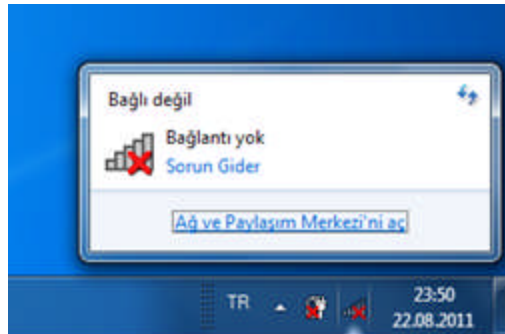 Bağlı değil
Bağlantı yok
Sorun Gider
Ağ ve Paylaşım Merkezi'ni aç
TR
23:50
22.08.2011